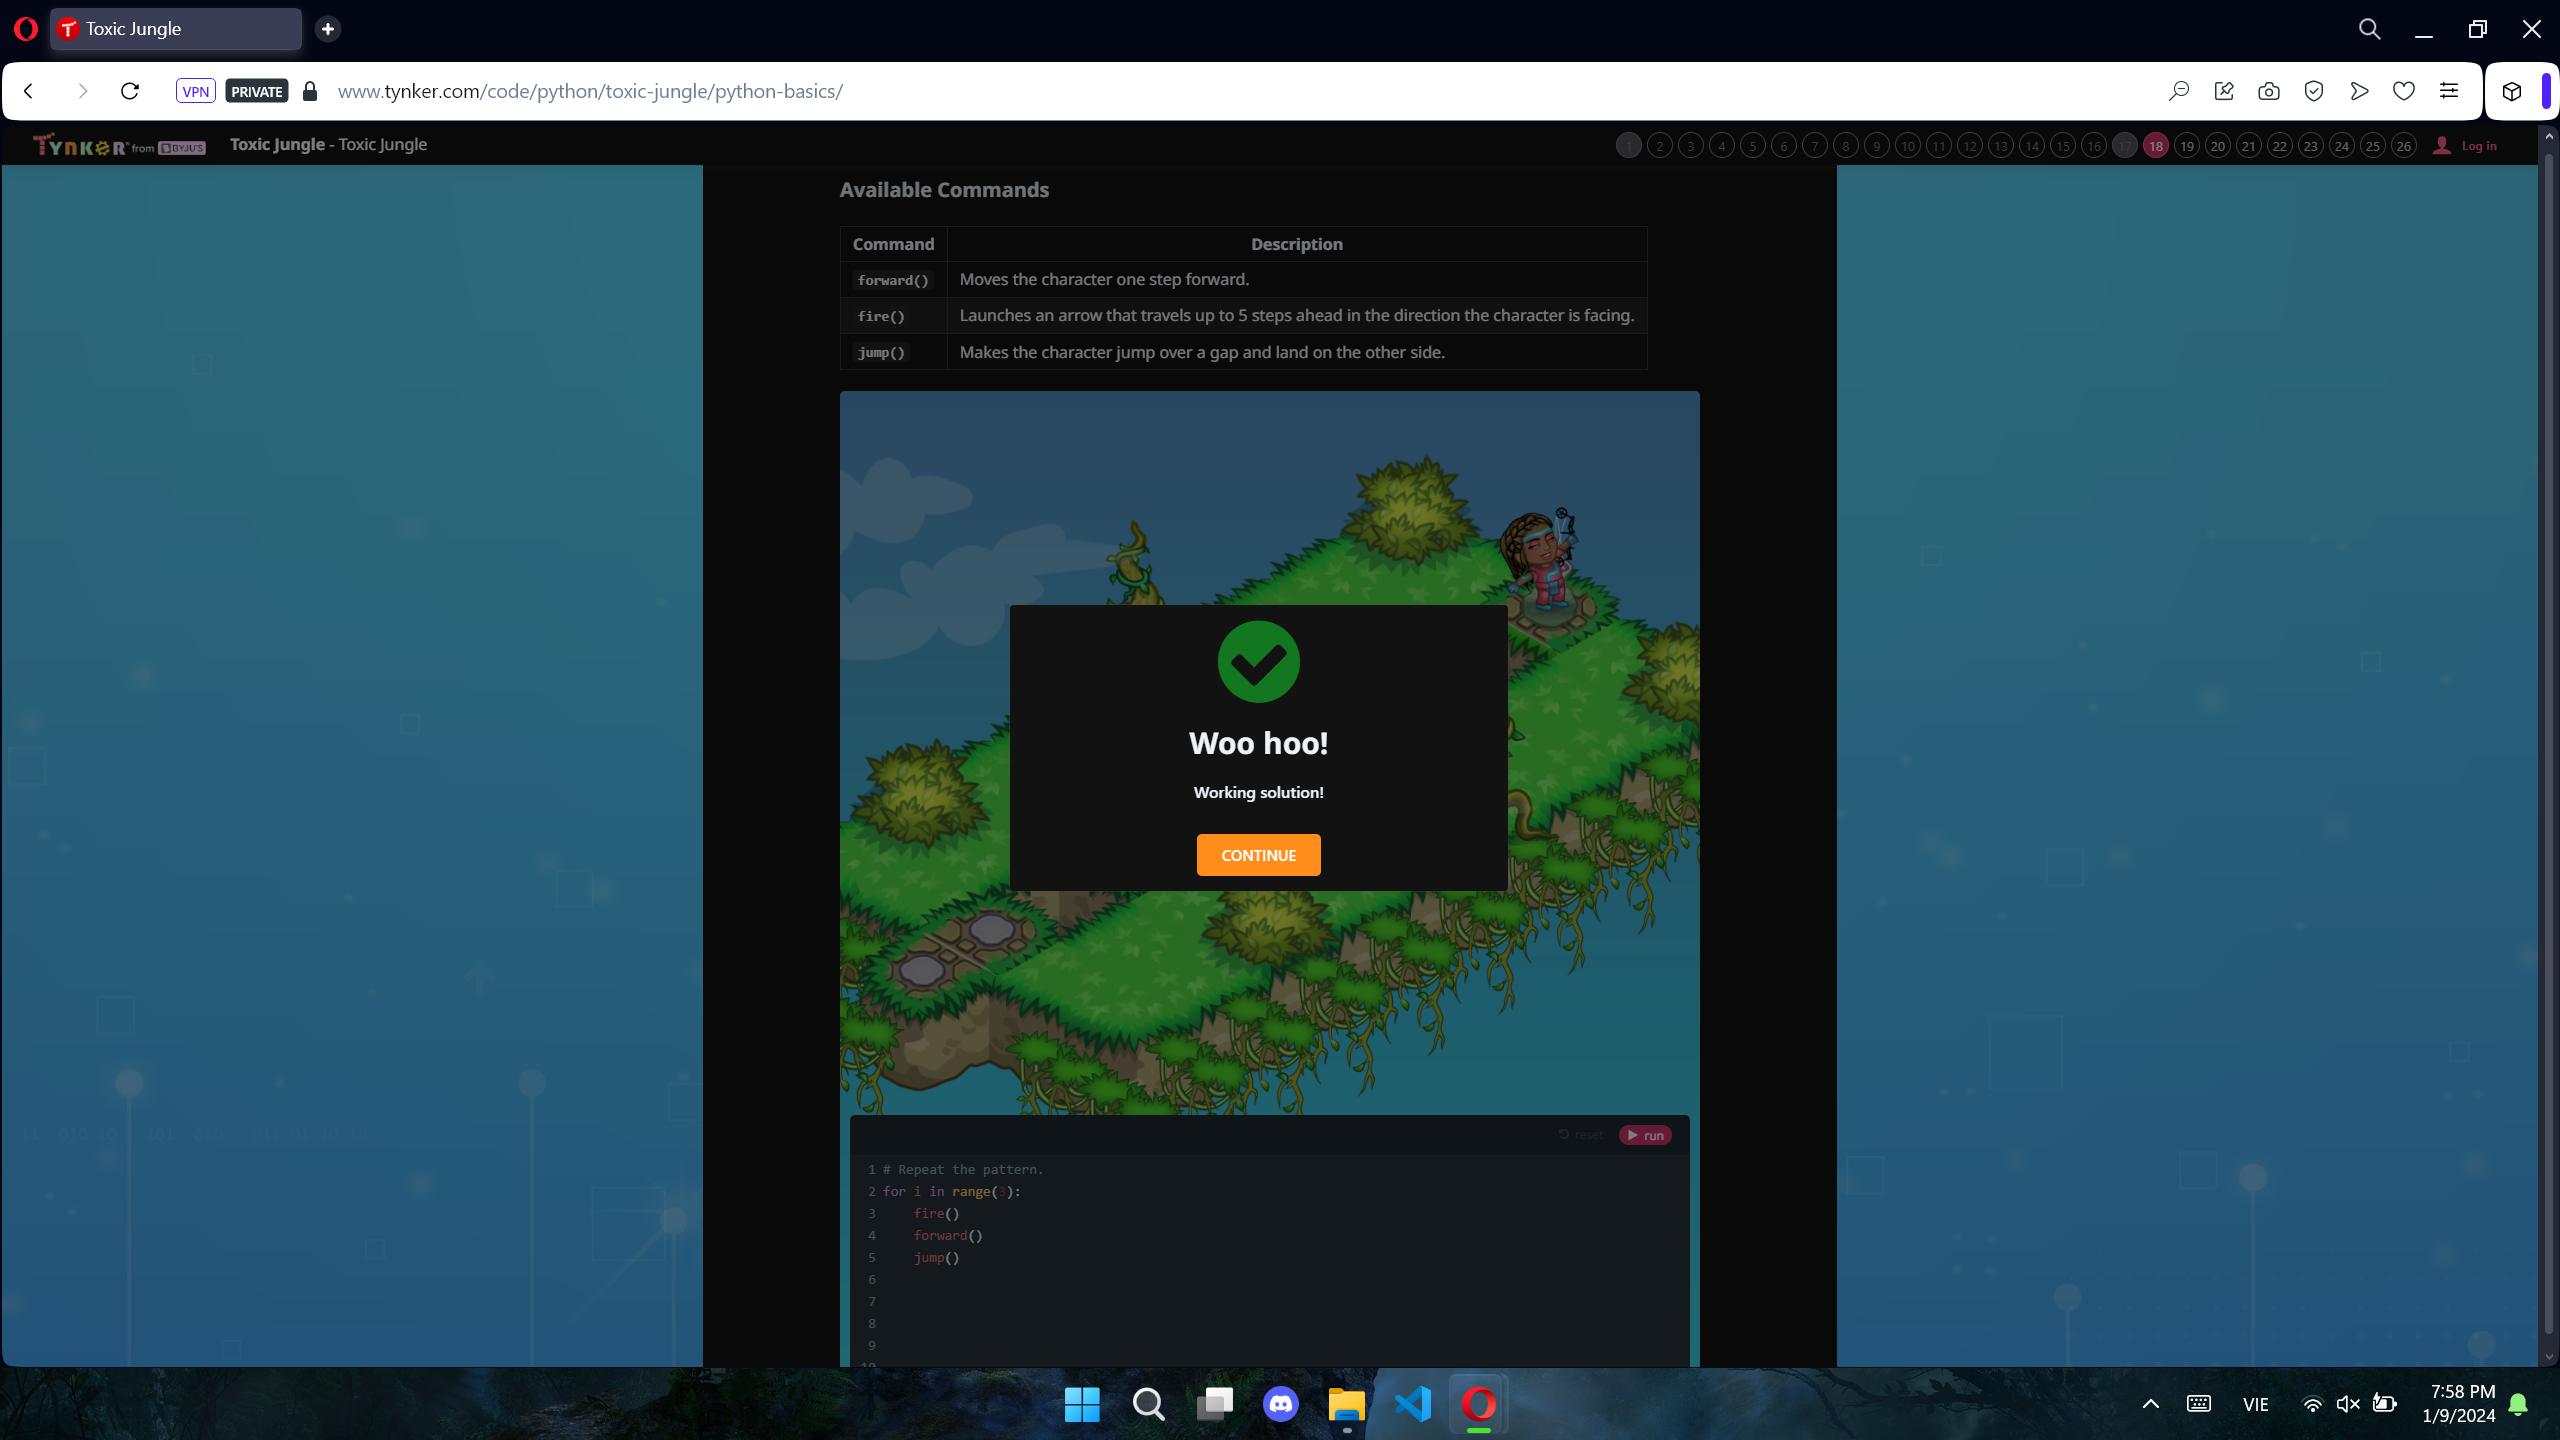 Toxic Jungle
VPN PRIVATE www.tynker.com/code/python/toxic-jungle/python-basics/
TYNKER from BYJU'S Toxic Jungle - Toxic Jungle 1 2 3 4 5 6 7 8 9 10 11 12 13 14 15 16 17 18 19 20 21 22 23 24 25 26 Log in
Available Commands
Command Description
forward() Moves the character one step forward.
fire() Launches an arrow that travels up to 5 steps ahead in the direction the character is facing.
jump() Makes the character jump over a gap and land on the other side.
Woo hoo!
Working solution!
CONTINUE
reset run
1 # Repeat the pattern.
2 for i in range(3):
3 fire()
4 forward()
5 jump()
6
7
8
9
VIE 7:58 PM
1/9/2024